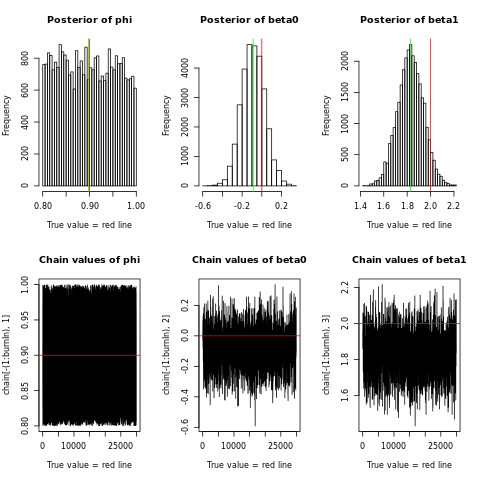 Posterior of phi
Frequency
0 200 400 600 800
0.80 0.90 1.00
True value = red line
Posterior of beta0
Frequency
0 1000 2000 3000 4000
-0.6 -0.2 0.2
True value = red line
Posterior of beta1
Frequency
0 500 1000 1500 2000
1.4 1.6 1.8 2.0 2.2
True value = red line
Chain values of phi
chain[-(1:burnIn), 1]
0.80 0.85 0.90 0.95 1.00
0 10000 25000
True value = red line
Chain values of beta0
chain[-(1:burnIn), 2]
-0.6 -0.4 -0.2 0.0 0.2
0 10000 25000
True value = red line
Chain values of beta1
chain[-(1:burnIn), 3]
1.6 1.8 2.0 2.2
0 10000 25000
True value = red line